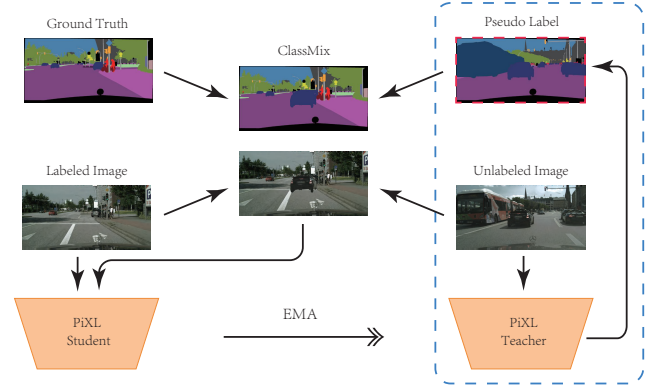 Ground Truth
Pseudo Label
ClassMix
Labeled Image
Unlabeled Image
EMA
PiXL
Student
PiXL
Teacher